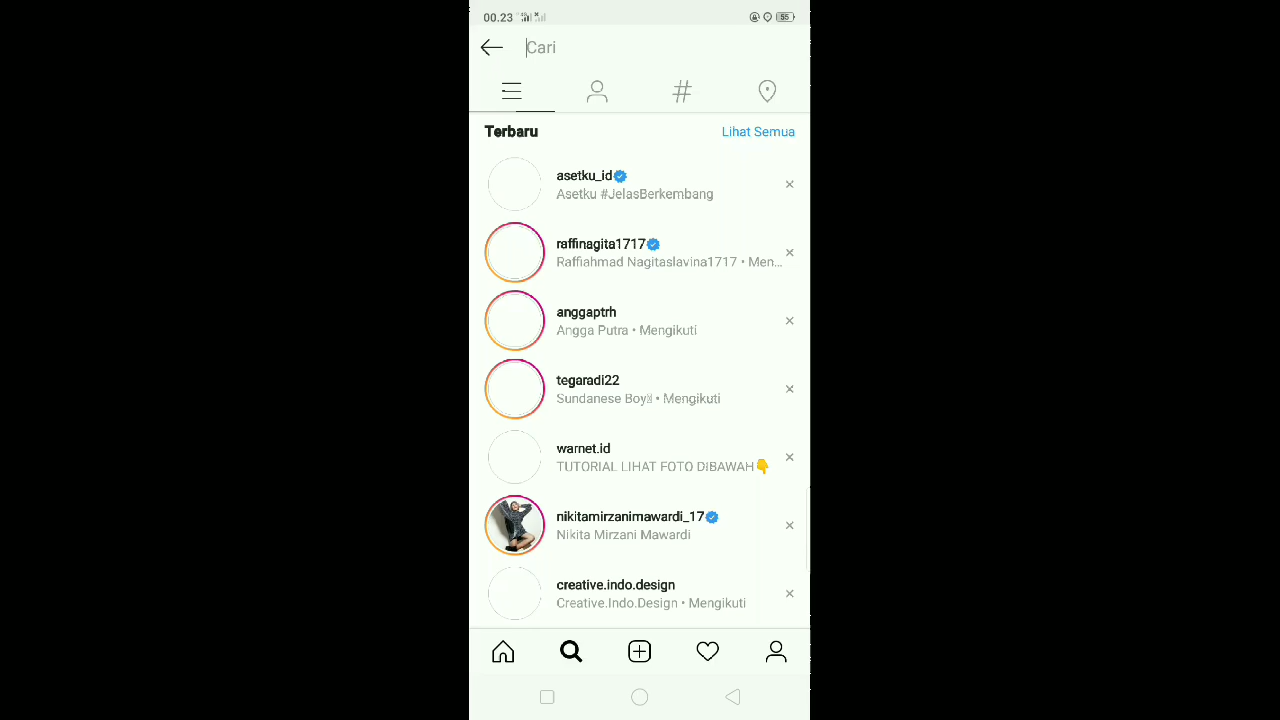 00.23
55
Cari
Terbaru
Lihat Semua
asetku_id
Asetku #JelasBerkembang
raffinagita1717
Raffiahmad Nagitaslavina1717 • Men...
anggaptrh
Angga Putra • Mengikuti
tegaradi22
Sundanese Boy • Mengikuti
warnet.id
TUTORIAL LIHAT FOTO DiBAWAH👇
nikitamirzanimawardi_17
Nikita Mirzani Mawardi
creative.indo.design
Creative.Indo.Design • Mengikuti